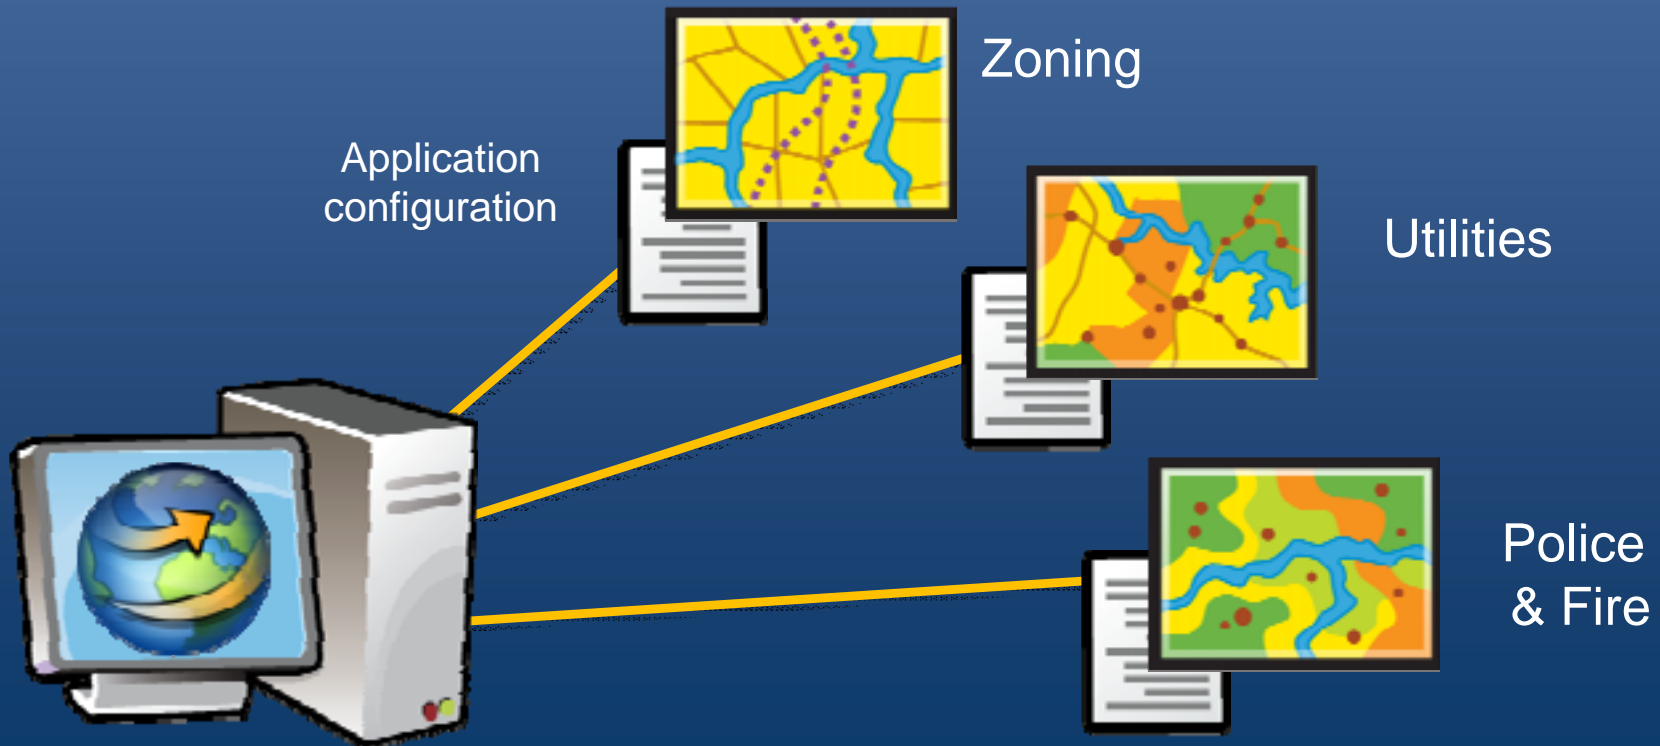 Zoning
Application
configuration
Utilities
Police
& Fire